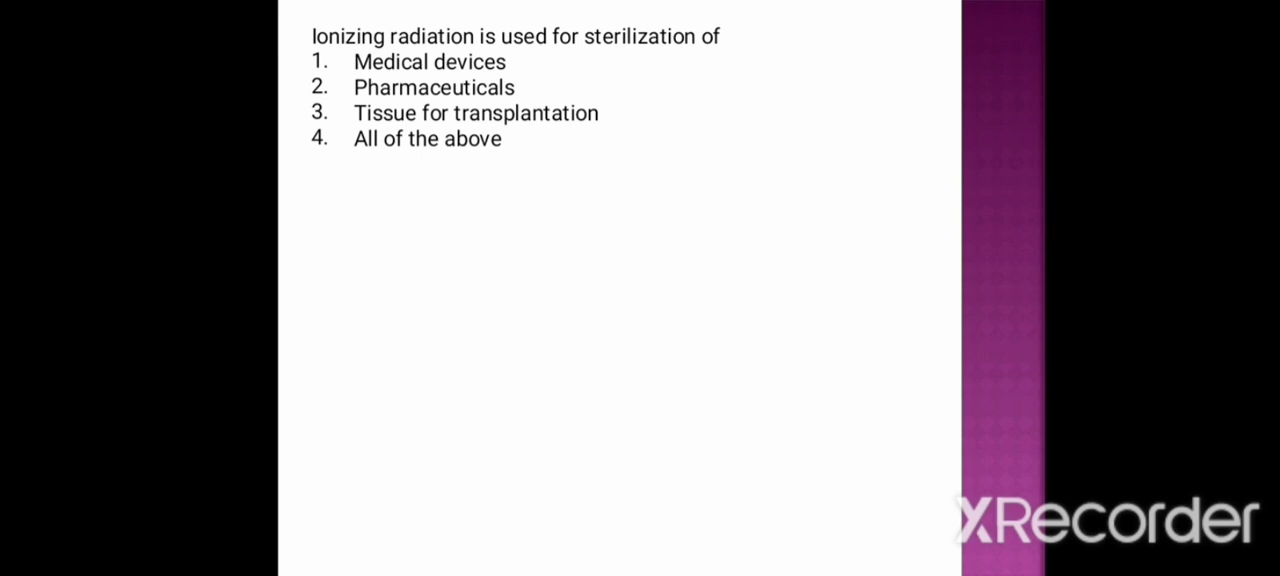 Ionizing radiation is used for sterilization of
1. Medical devices
2. Pharmaceuticals
3. Tissue for transplantation
4. All of the above
XRecorder